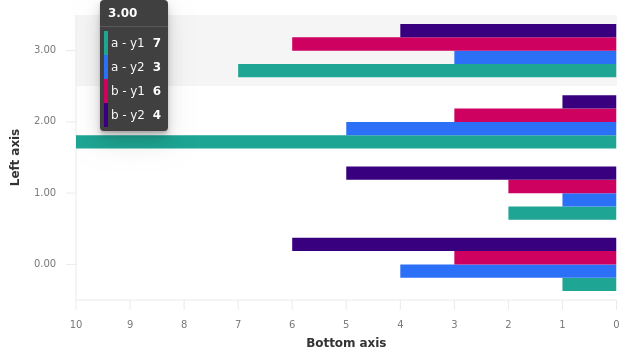 3.00
a - y1 7
a - y2 3
b - y1 6
b - y2 4
Left axis
3.00
2.00
1.00
0.00
10 9 8 7 6 5 4 3 2 1 0
Bottom axis